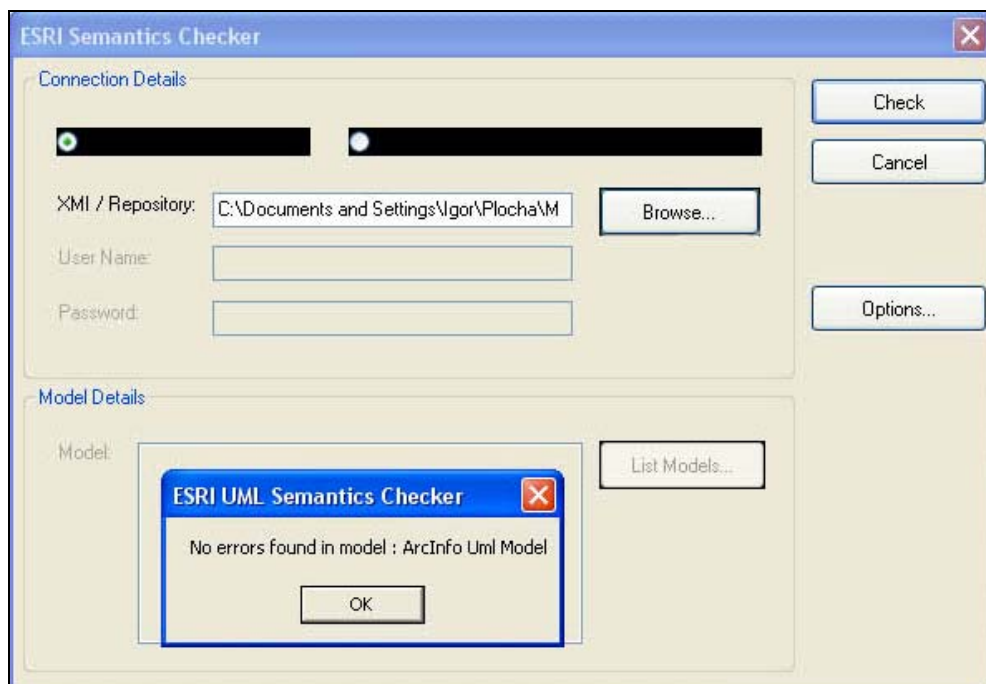 ESRI Semantics Checker
Connection Details
Check
Cancel
XMI / Repository:
C:\Documents and Settings\Igor\Plocha\M
Browse...
User Name:
Password:
Options...
Model Details
Model:
List Models...
ESRI UML Semantics Checker
No errors found in model : ArcInfo Uml Model
OK